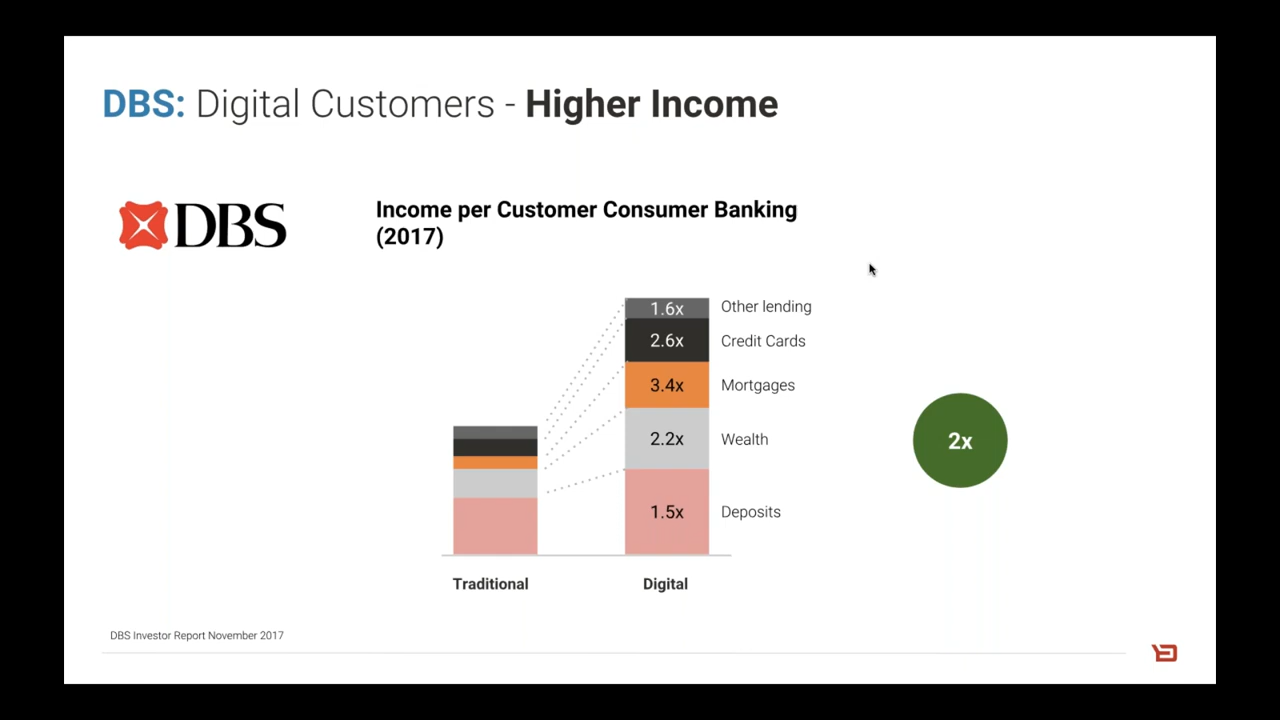 DBS: Digital Customers - Higher Income
DBS
Income per Customer Consumer Banking
(2017)
1.6x
Other lending
2.6x
Credit Cards
3.4x
Mortgages
2.2x
Wealth
2x
1.5x
Deposits
Traditional
Digital
DBS Investor Report November 2017